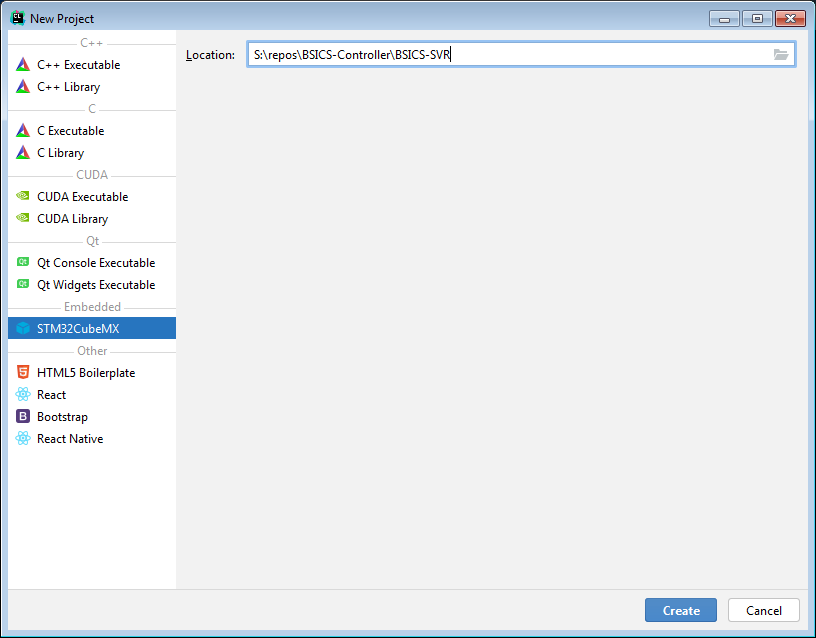 New Project
C++
C++ Executable
C++ Library
C
C Executable
C Library
CUDA
CUDA Executable
CUDA Library
Qt
Qt Console Executable
Qt Widgets Executable
Embedded
STM32CubeMX
Other
HTML5 Boilerplate
React
Bootstrap
React Native
Location: S:\repos\BSICS-Controller\BSICS-SVR
Create Cancel